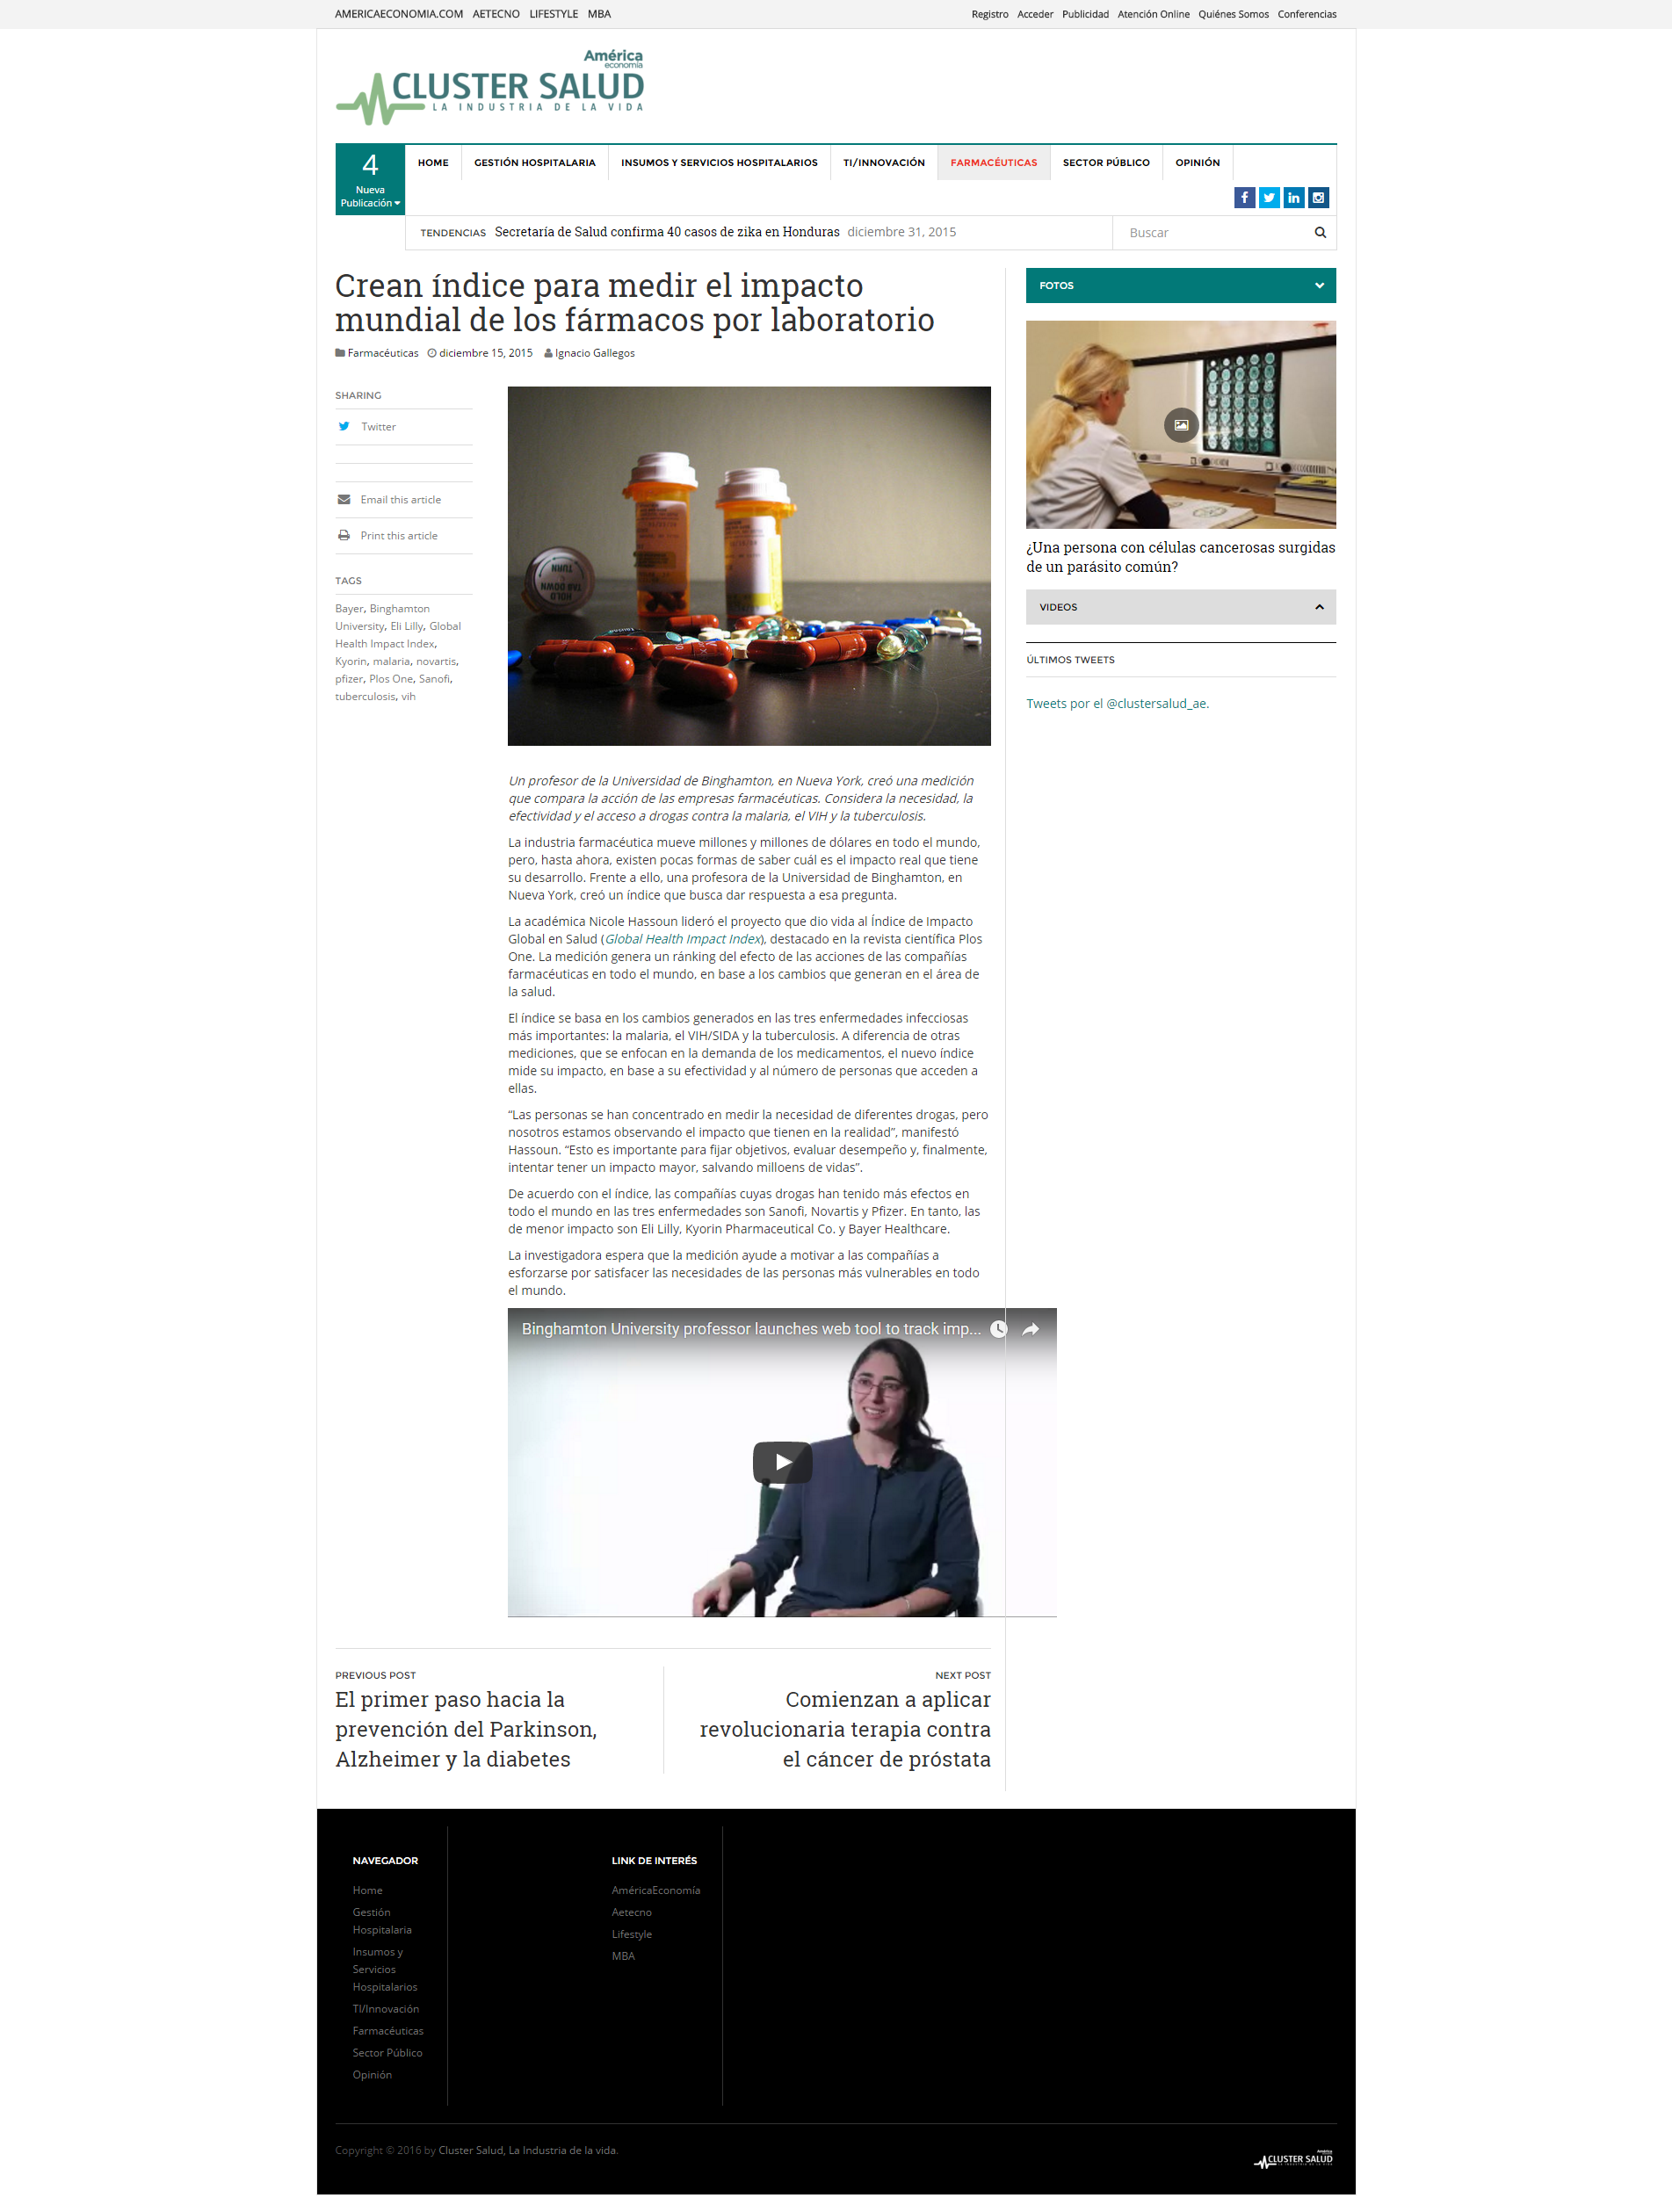 AMERICAECONOMIA.COM AETECNO LIFESTYLE MBA
Registro Acceder Publicidad Atención Online Quiénes Somos Conferencias
América
economía
CLUSTER SALUD
LA INDUSTRIA DE LA VIDA
4
Nueva
Publicación
HOME GESTIÓN HOSPITALARIA INSUMOS Y SERVICIOS HOSPITALARIOS TI/INNOVACIÓN FARMACÉUTICAS SECTOR PÚBLICO OPINIÓN
TENDENCIAS Secretaría de Salud confirma 40 casos de zika en Honduras diciembre 31, 2015
Buscar
Crean índice para medir el impacto
mundial de los fármacos por laboratorio
Farmacéuticas diciembre 15, 2015 Ignacio Gallegos
SHARING
Twitter
Email this article
Print this article
TAGS
Bayer, Binghamton
University, Eli Lilly, Global
Health Impact Index,
Kyorin, malaria, novartis,
pfizer, Plos One, Sanofi,
tuberculosis, vih
TURN
TAB DOWN
HOLD
Un profesor de la Universidad de Binghamton, en Nueva York, creó una medición
que compara la acción de las empresas farmacéuticas. Considera la necesidad, la
efectividad y el acceso a drogas contra la malaria, el VIH y la tuberculosis.
La industria farmacéutica mueve millones y millones de dólares en todo el mundo,
pero, hasta ahora, existen pocas formas de saber cuál es el impacto real que tiene
su desarrollo. Frente a ello, una profesora de la Universidad de Binghamton, en
Nueva York, creó un índice que busca dar respuesta a esa pregunta.
La académica Nicole Hassoun lideró el proyecto que dio vida al Índice de Impacto
Global en Salud (Global Health Impact Index), destacado en la revista científica Plos
One. La medición genera un ránking del efecto de las acciones de las compañías
farmacéuticas en todo el mundo, en base a los cambios que generan en el área de
la salud.
El índice se basa en los cambios generados en las tres enfermedades infecciosas
más importantes: la malaria, el VIH/SIDA y la tuberculosis. A diferencia de otras
mediciones, que se enfocan en la demanda de los medicamentos, el nuevo índice
mide su impacto, en base a su efectividad y al número de personas que acceden a
ellas.
“Las personas se han concentrado en medir la necesidad de diferentes drogas, pero
nosotros estamos observando el impacto que tienen en la realidad”, manifestó
Hassoun. “Esto es importante para fijar objetivos, evaluar desempeño y, finalmente,
intentar tener un impacto mayor, salvando milloens de vidas”.
De acuerdo con el índice, las compañías cuyas drogas han tenido más efectos en
todo el mundo en las tres enfermedades son Sanofi, Novartis y Pfizer. En tanto, las
de menor impacto son Eli Lilly, Kyorin Pharmaceutical Co. y Bayer Healthcare.
La investigadora espera que la medición ayude a motivar a las compañías a
esforzarse por satisfacer las necesidades de las personas más vulnerables en todo
el mundo.
Binghamton University professor launches web tool to track imp...
FOTOS
¿Una persona con células cancerosas surgidas
de un parásito común?
VIDEOS
ÚLTIMOS TWEETS
Tweets por el @clustersalud_ae.
PREVIOUS POST
El primer paso hacia la
prevención del Parkinson,
Alzheimer y la diabetes
NEXT POST
Comienzan a aplicar
revolucionaria terapia contra
el cáncer de próstata
NAVEGADOR
Home
Gestión
Hospitalaria
Insumos y
Servicios
Hospitalarios
TI/Innovación
Farmacéuticas
Sector Público
Opinión
LINK DE INTERÉS
AméricaEconomía
Aetecno
Lifestyle
MBA
Copyright © 2016 by Cluster Salud, La Industria de la vida.
América
CLUSTER SALUD
LA INDUSTRIA DE LA VIDA